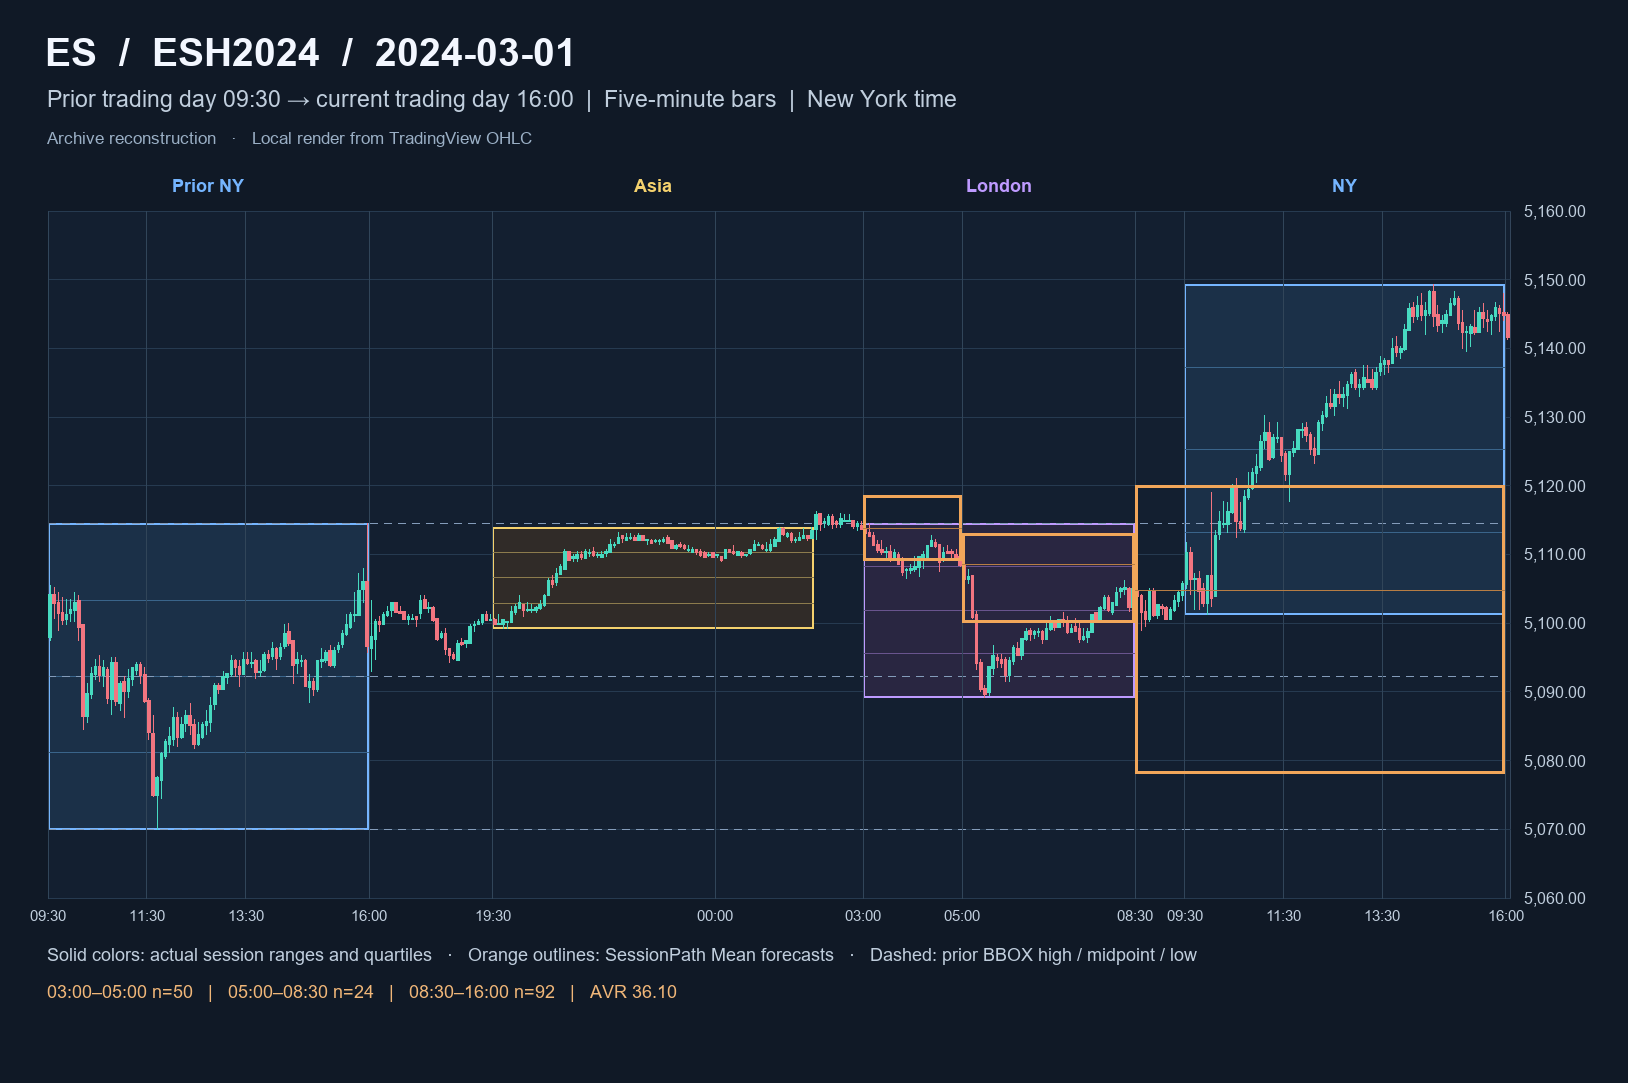 ES / ESH2024 / 2024-03-01
Prior trading day 09:30 → current trading day 16:00 | Five-minute bars | New York time
Archive reconstruction · Local render from TradingView OHLC
Prior NY Asia London NY
5,160.00
5,150.00
5,140.00
5,130.00
5,120.00
5,110.00
5,100.00
5,090.00
5,080.00
5,070.00
5,060.00
09:30 11:30 13:30 16:00 19:30 00:00 03:00 05:00 08:30 09:30 11:30 13:30 16:00
Solid colors: actual session ranges and quartiles · Orange outlines: SessionPath Mean forecasts · Dashed: prior BBOX high / midpoint / low
03:00–05:00 n=50 | 05:00–08:30 n=24 | 08:30–16:00 n=92 | AVR 36.10